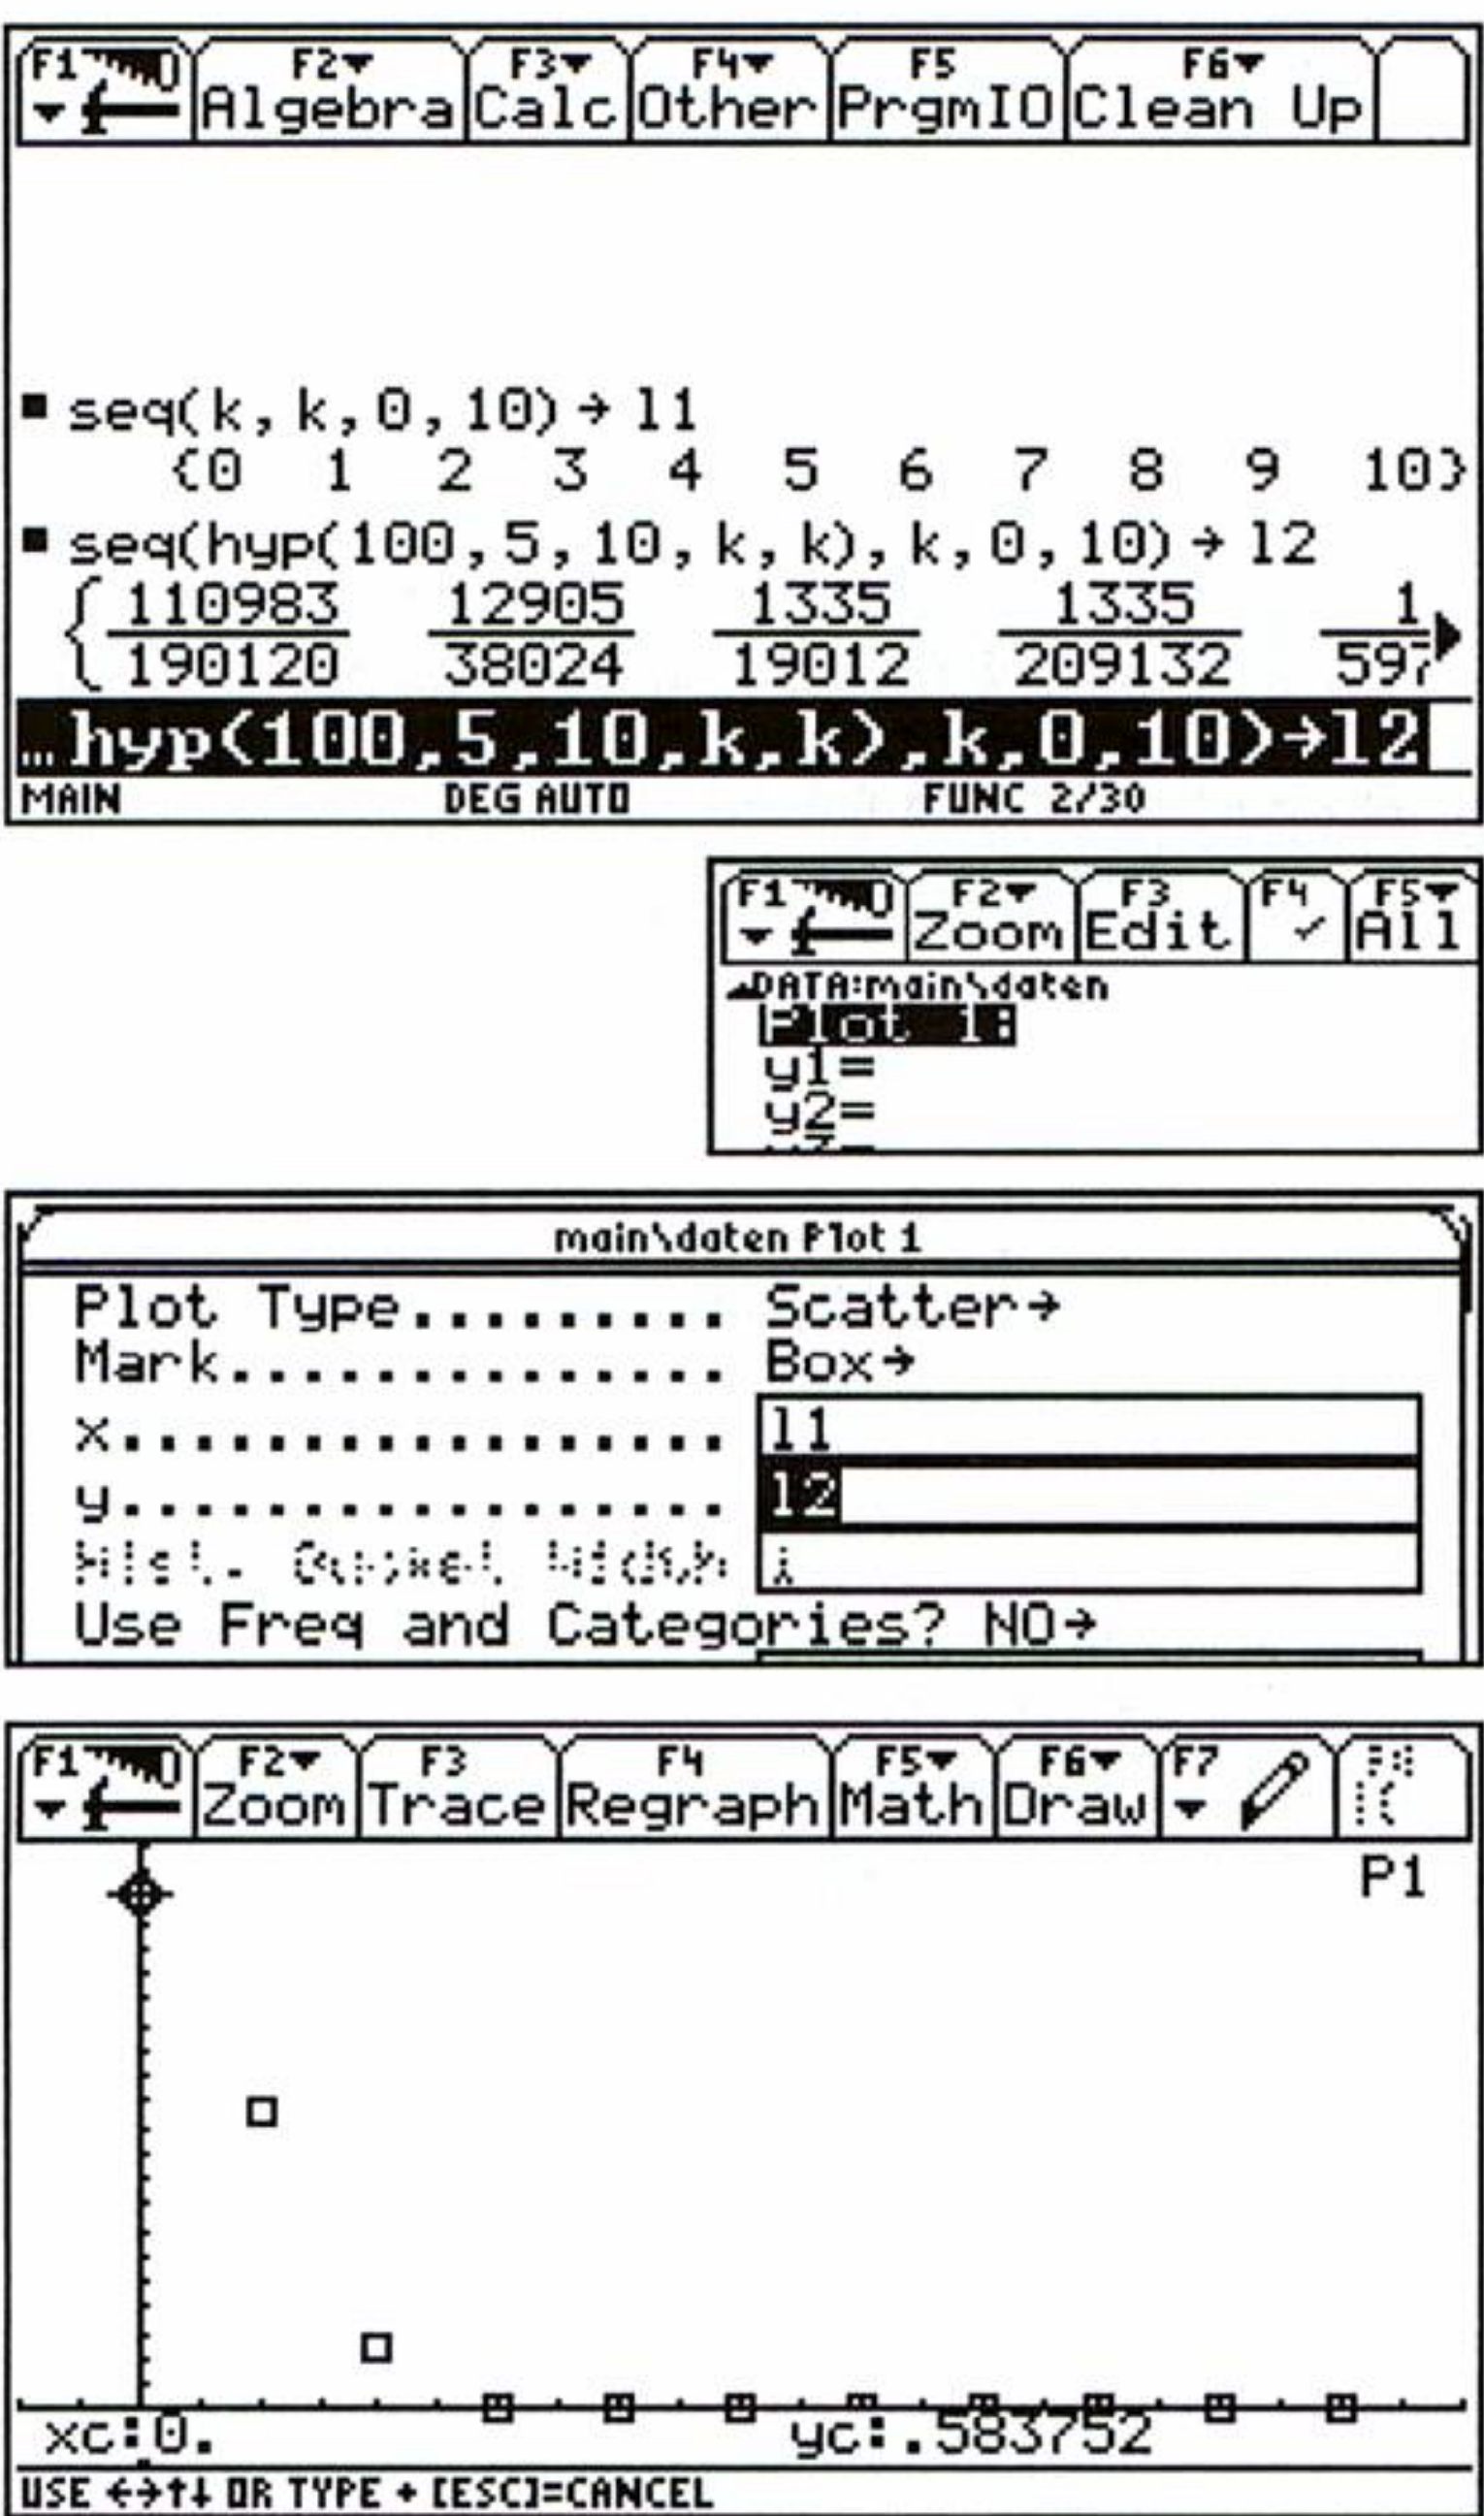 F1 F2 F3 F4 F5 F6
Algebra Calc Other PrgmIO Clean Up
seq(k, k, 0, 10) → l1
{0 1 2 3 4 5 6 7 8 9 10}
seq(hyp(100, 5, 10, k, k), k, 0, 10) → l2
110983 12905 1335 1335 1
190120 38024 19012 209132 597
…hyp(100,5,10,k,k),k,0,10)→l2
MAIN DEG AUTO FUNC 2/30
F1 F2 F3 F4 F5
Zoom Edit ✓ All
DATA:main\daten
Plot 1:
y1=
y2=
main\daten Plot 1
Plot Type......... Scatter→
Mark.............. Box→
x................. l1
y................. l2
Use Freq and Categories? NO→
F1 F2 F3 F4 F5 F6 F7
Zoom Trace Regraph Math Draw
P1
xc:0. yc:.583752
USE ←→↑↓ OR TYPE + [ESC]=CANCEL